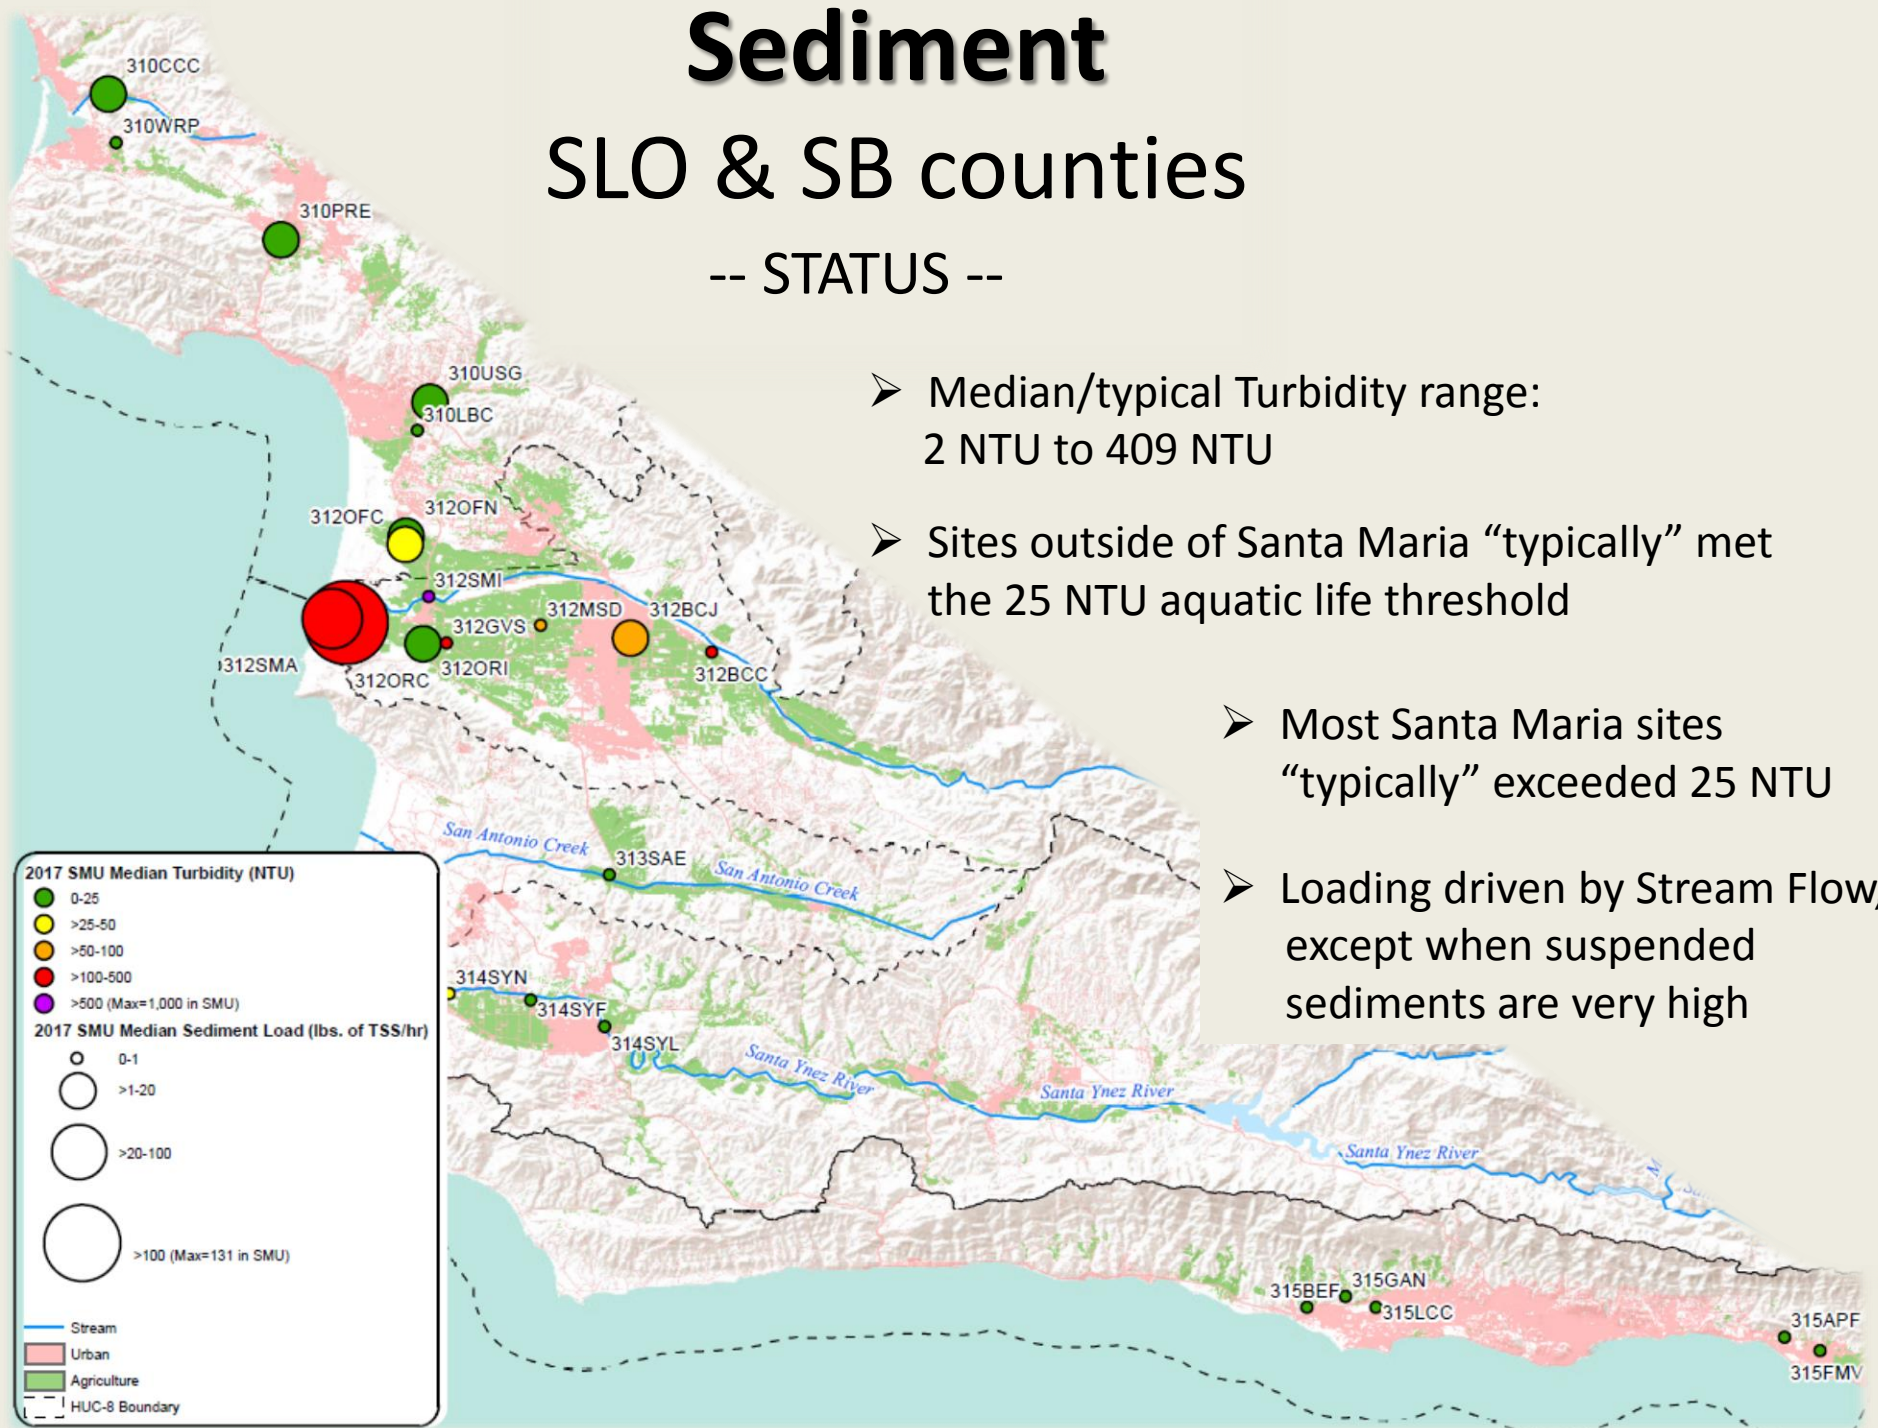 Sediment
SLO & SB counties
-- STATUS --
➢ Median/typical Turbidity range:
2 NTU to 409 NTU
➢ Sites outside of Santa Maria “typically” met
the 25 NTU aquatic life threshold
➢ Most Santa Maria sites
“typically” exceeded 25 NTU
➢ Loading driven by Stream Flow,
except when suspended
sediments are very high
310CCC
310WRP
310PRE
310USG
310LBC
312OFC
312OFN
312SMI
312MSD
312BCJ
312GVS
312SMA
312ORC
312ORI
312BCC
San Antonio Creek
313SAE
San Antonio Creek
314SYN
314SYF
314SYL
Santa Ynez River
Santa Ynez River
Santa Ynez River
315BEF
315GAN
315LCC
315APF
315FMV
2017 SMU Median Turbidity (NTU)
0-25
>25-50
>50-100
>100-500
>500 (Max=1,000 in SMU)
2017 SMU Median Sediment Load (lbs. of TSS/hr)
0-1
>1-20
>20-100
>100 (Max=131 in SMU)
Stream
Urban
Agriculture
HUC-8 Boundary